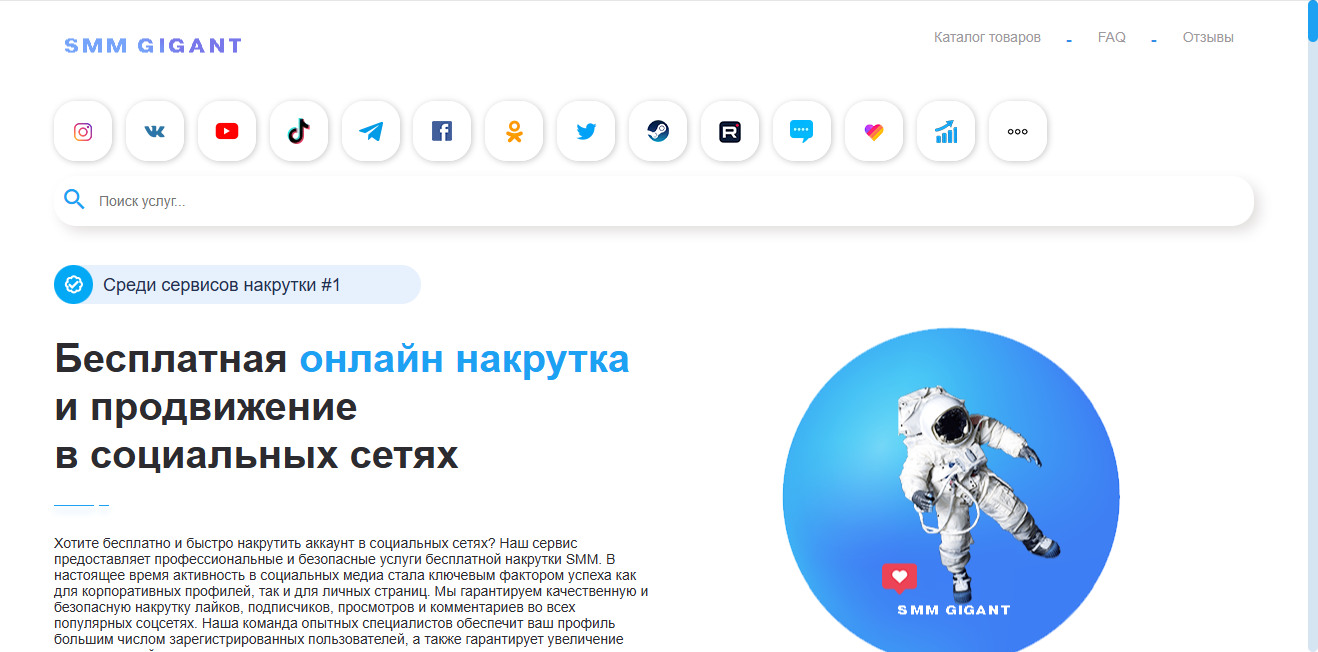 SMM GIGANT
Каталог товаров - FAQ - Отзывы
Поиск услуг...
Среди сервисов накрутки #1
Бесплатная онлайн накрутка
и продвижение
в социальных сетях
Хотите бесплатно и быстро накрутить аккаунт в социальных сетях? Наш сервис
предоставляет профессиональные и безопасные услуги бесплатной накрутки SMM. В
настоящее время активность в социальных медиа стала ключевым фактором успеха как
для корпоративных профилей, так и для личных страниц. Мы гарантируем качественную и
безопасную накрутку лайков, подписчиков, просмотров и комментариев во всех
популярных соцсетях. Наша команда опытных специалистов обеспечит ваш профиль
большим числом зарегистрированных пользователей, а также гарантирует увеличение
SMM GIGANT